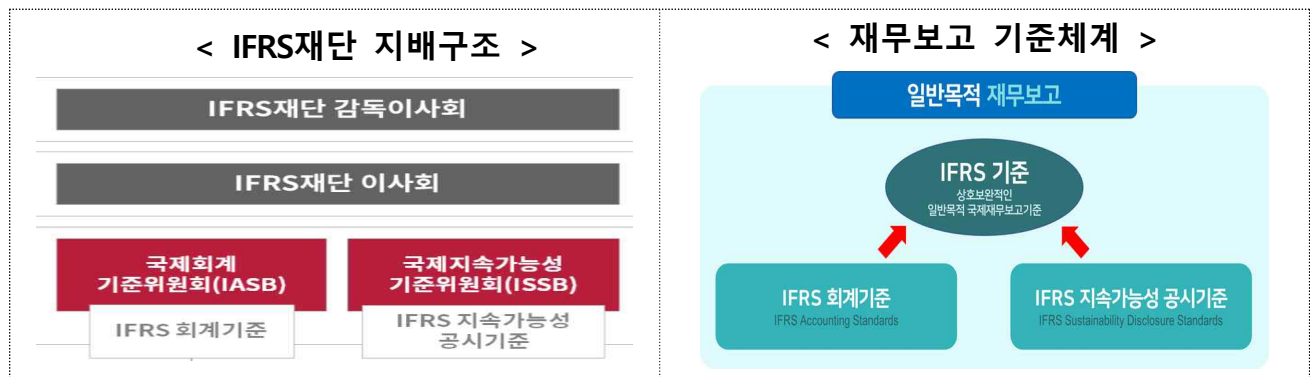 < IFRS재단 지배구조 >
IFRS재단 감독이사회
IFRS재단 이사회
국제회계
기준위원회(IASB)
IFRS 회계기준
국제지속가능성
기준위원회(ISSB)
IFRS 지속가능성
공시기준
< 재무보고 기준체계 >
일반목적 재무보고
IFRS 기준
상호보완적인
일반목적 국제재무보고기준
IFRS 회계기준
IFRS Accounting Standards
IFRS 지속가능성 공시기준
IFRS Sustainability Disclosure Standards